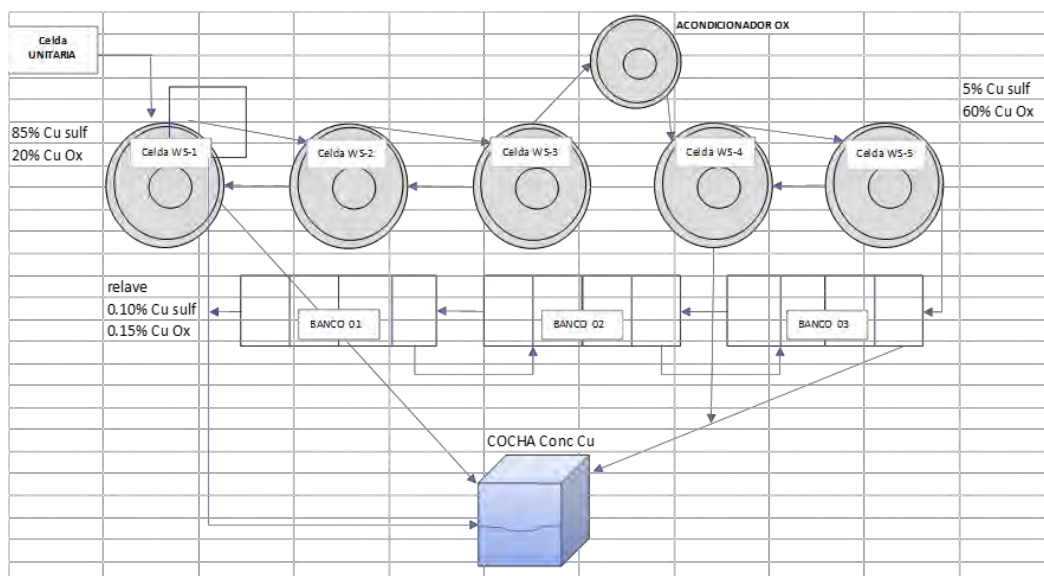 Celda
UNITARIA
ACONDICIONADOR OX
85% Cu sulf
20% Cu Ox
5% Cu sulf
60% Cu Ox
Celda WS-1
Celda WS-2
Celda WS-3
Celda WS-4
Celda WS-5
relave
0.10% Cu sulf
0.15% Cu Ox
BANCO 01
BANCO 02
BANCO 03
COCHA Conc Cu